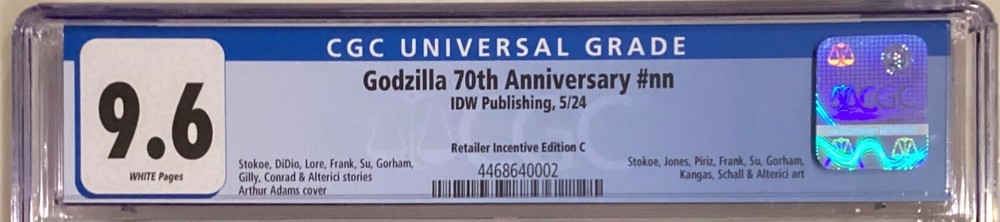 CGC UNIVERSAL GRADE
9.6
WHITE Pages
Godzilla 70th Anniversary #nn
IDW Publishing, 5/24
Retailer Incentive Edition C
4468640002
Stokoe, DiDio, Lore, Frank, Su, Gorham,
Gilly, Conrad & Alterici stories
Arthur Adams cover
Stokoe, Jones, Piriz, Frank, Su, Gorham,
Kangas, Schall & Alterici art
CGC
CGC